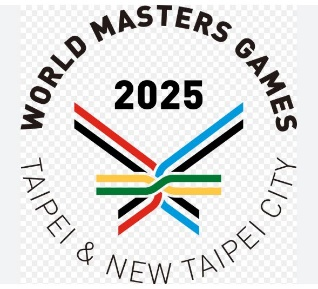 WORLD MASTERS GAMES
2025
TAIPEI & NEW TAIPEI CITY